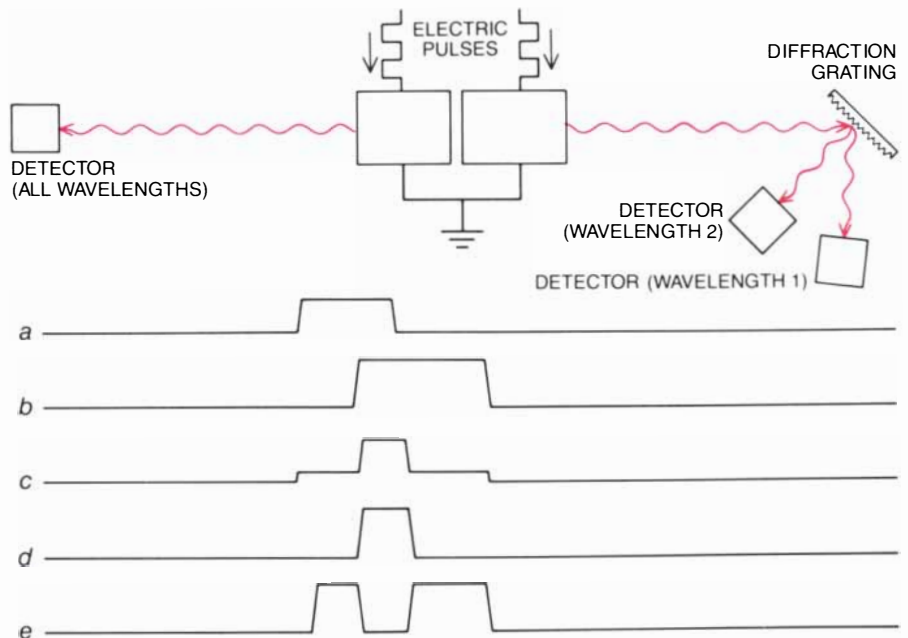 ELECTRIC
PULSES
DIFFRACTION
GRATING
DETECTOR
(ALL WAVELENGTHS)
DETECTOR
(WAVELENGTH 2)
DETECTOR (WAVELENGTH 1)
a
b
c
d
e